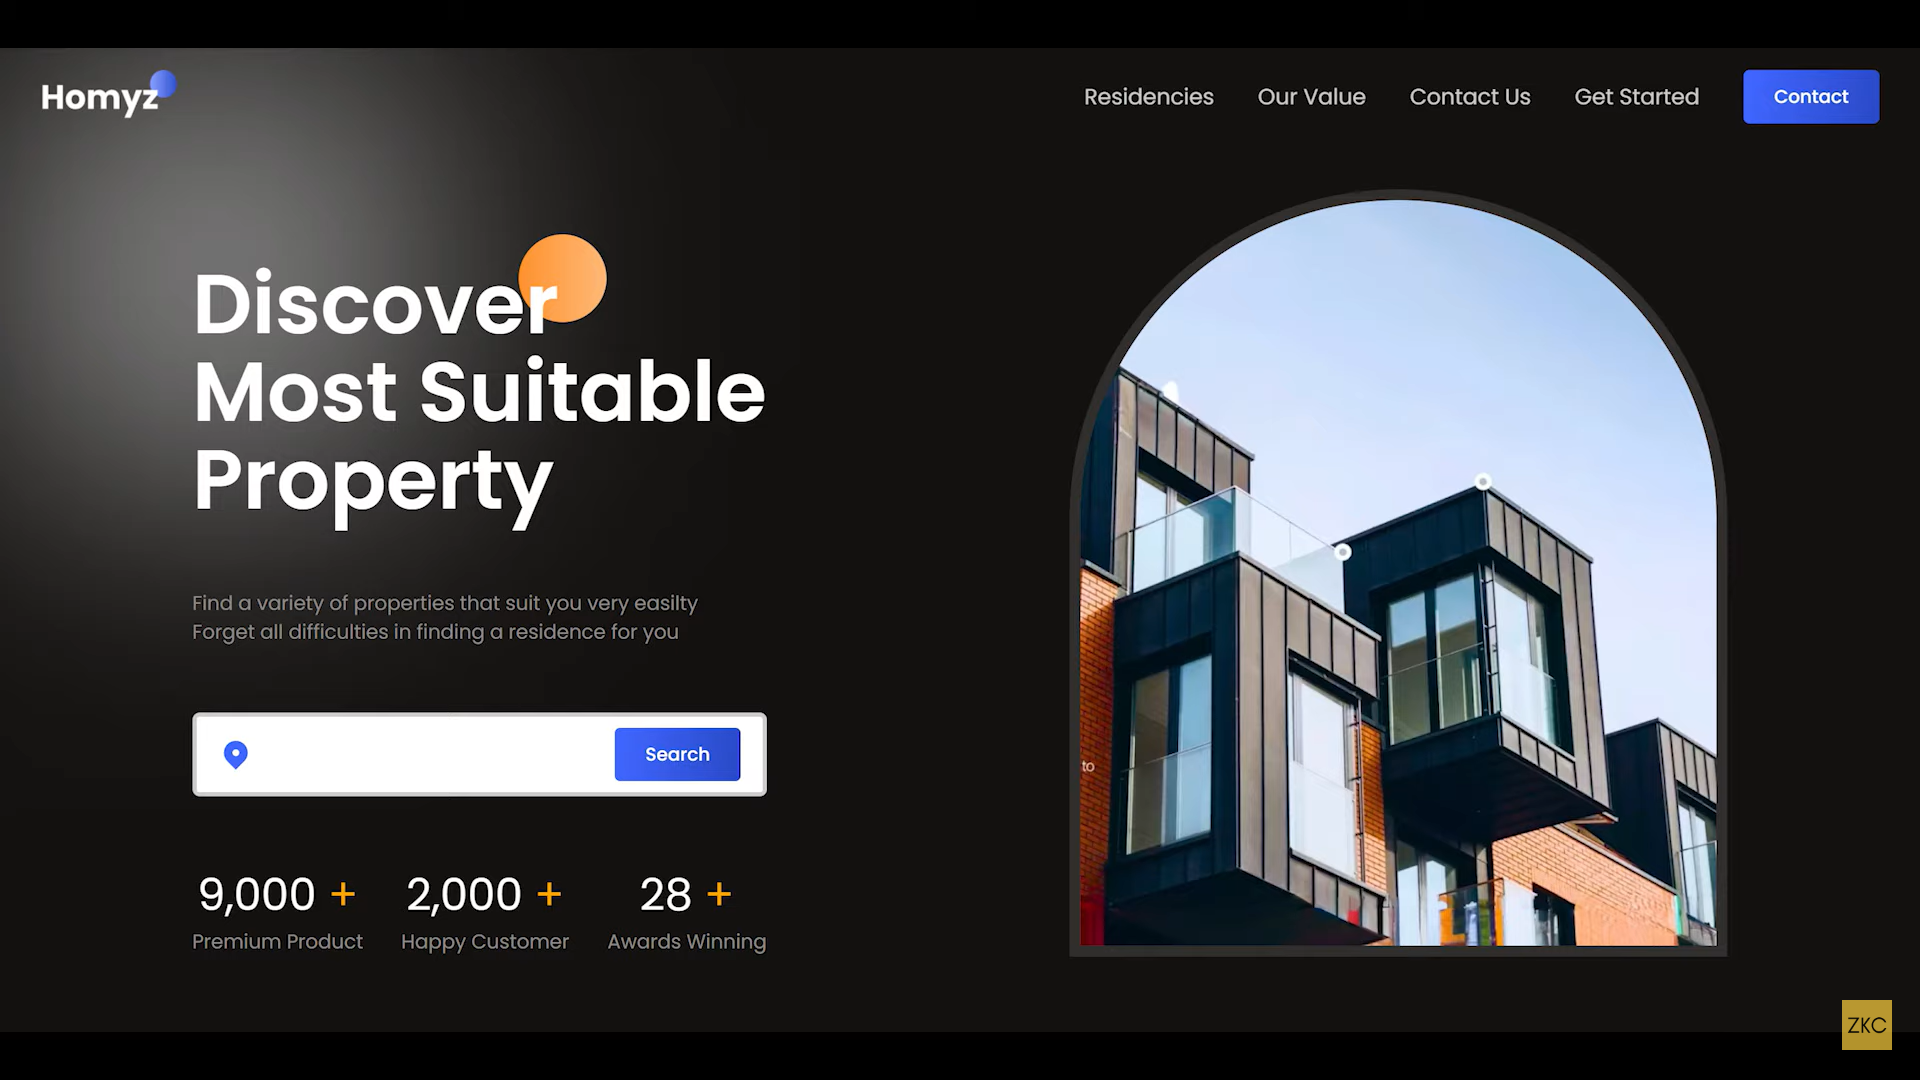 Homyz
Residencies
Our Value
Contact Us
Get Started
Contact
Discover
Most Suitable
Property
Find a variety of properties that suit you very easilty
Forget all difficulties in finding a residence for you
Search
9,000 +
Premium Product
2,000 +
Happy Customer
28 +
Awards Winning
to
ZKC